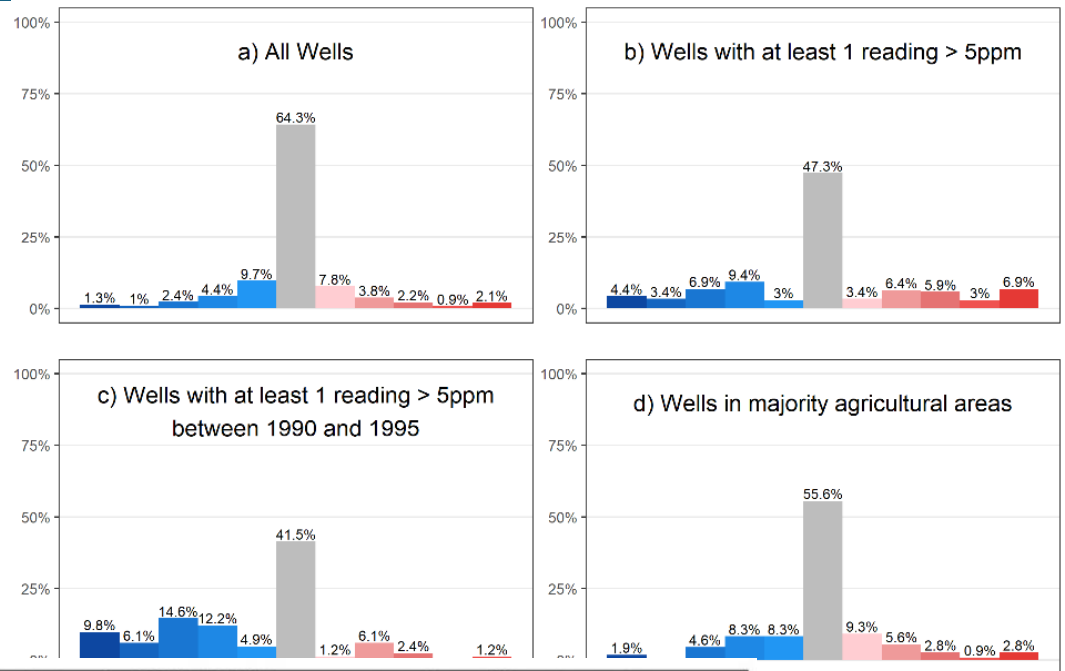 100%
a) All Wells
75%
64.3%
50%
25%
1.3% 1% 2.4% 4.4% 9.7% 7.8% 3.8% 2.2% 0.9% 2.1%
0%
100%
b) Wells with at least 1 reading > 5ppm
75%
50%
47.3%
25%
4.4% 3.4% 6.9% 9.4% 3% 3.4% 6.4% 5.9% 3% 6.9%
0%
100%
c) Wells with at least 1 reading > 5ppm
between 1990 and 1995
75%
50%
41.5%
25%
9.8% 6.1% 14.6% 12.2% 4.9% 1.2% 6.1% 2.4% 1.2%
100%
d) Wells in majority agricultural areas
75%
55.6%
50%
25%
1.9% 4.6% 8.3% 8.3% 9.3% 5.6% 2.8% 0.9% 2.8%